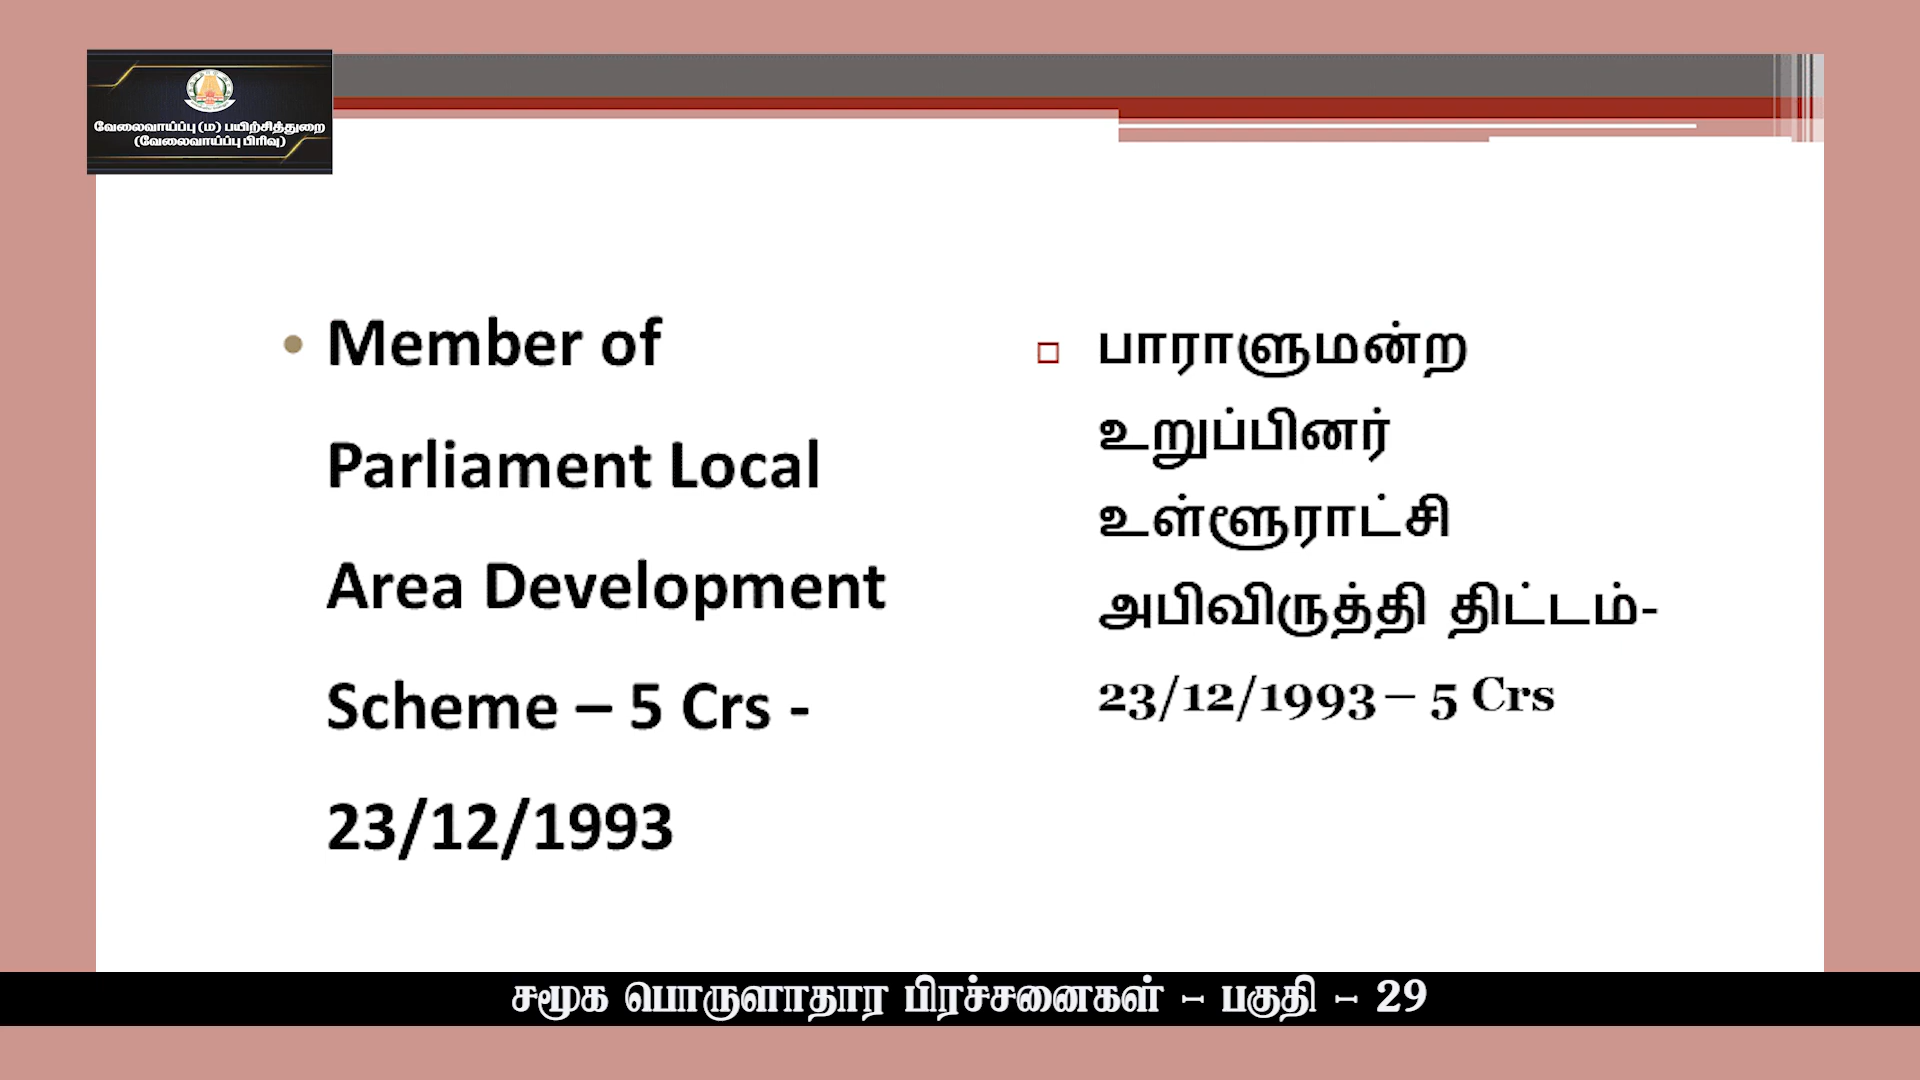 வேலைவாய்ப்பு (ம) பயிற்சித்துறை
(வேலைவாய்ப்பு பிரிவு)
• Member of
Parliament Local
Area Development
Scheme – 5 Crs -
23/12/1993
பாராளுமன்ற
உறுப்பினர்
உள்ளூராட்சி
அபிவிருத்தி திட்டம்-
23/12/1993 – 5 Crs
சமூக பொருளாதார பிரச்சனைகள் – பகுதி – 29